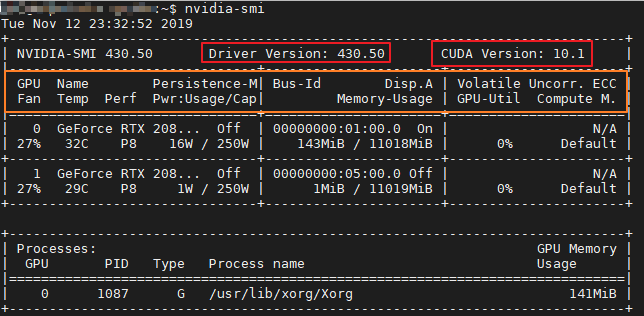 :~$ nvidia-smi
Tue Nov 12 23:32:52 2019
+-----------------------------------------------------------------------------+
| NVIDIA-SMI 430.50       Driver Version: 430.50       CUDA Version: 10.1     |
|-------------------------------+----------------------+----------------------+
| GPU  Name        Persistence-M| Bus-Id        Disp.A | Volatile Uncorr. ECC |
| Fan  Temp  Perf  Pwr:Usage/Cap|         Memory-Usage | GPU-Util  Compute M. |
|===============================+======================+======================|
|   0  GeForce RTX 208...  Off  | 00000000:01:00.0  On |                  N/A |
| 27%   32C    P8    16W / 250W |    143MiB / 11018MiB |      0%      Default |
+-------------------------------+----------------------+----------------------+
|   1  GeForce RTX 208...  Off  | 00000000:05:00.0 Off |                  N/A |
| 27%   29C    P8     1W / 250W |      1MiB / 11019MiB |      0%      Default |
+-------------------------------+----------------------+----------------------+
+-----------------------------------------------------------------------------+
| Processes:                                                       GPU Memory |
|  GPU       PID   Type   Process name                             Usage      |
|=============================================================================|
|    0      1087      G   /usr/lib/xorg/Xorg                           141MiB |
+-----------------------------------------------------------------------------+